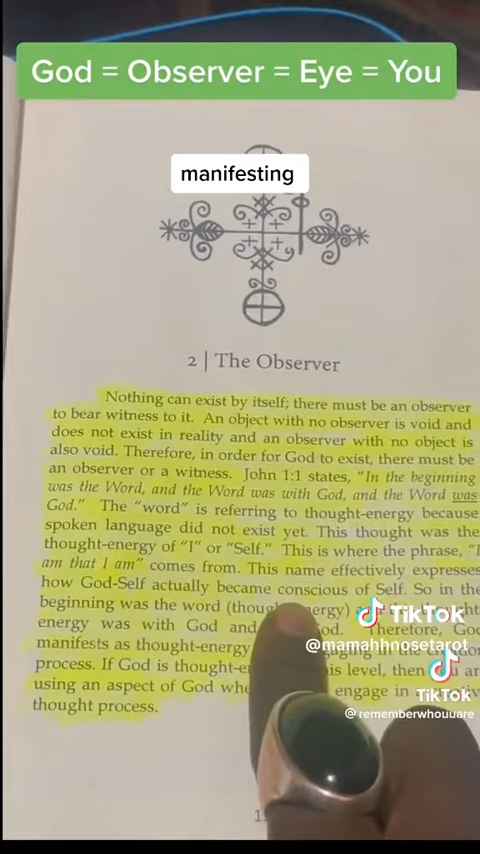 God = Observer = Eye = You
manifesting
2 | The Observer
Nothing can exist by itself; there must be an observer
to bear witness to it. An object with no observer is void and
does not exist in reality and an observer with no object is
also void. Therefore, in order for God to exist, there must be
an observer or a witness. John 1:1 states, "In the beginning
was the Word, and the Word was with God, and the Word was
God." The "word" is referring to thought-energy because
spoken language did not exist yet. This thought was the
thought-energy of "I" or "Self." This is where the phrase, "I
am that I am" comes from. This name effectively expresses
how God-Self actually became conscious of Self. So in the
beginning was the word (though
energy was with God and
manifests as thought-energy
process. If God is thought-en his level, then
using an aspect of God whe engage in
thought process.
TikTok
@mamahhnosetarot
TikTok
@rememberwhouuare